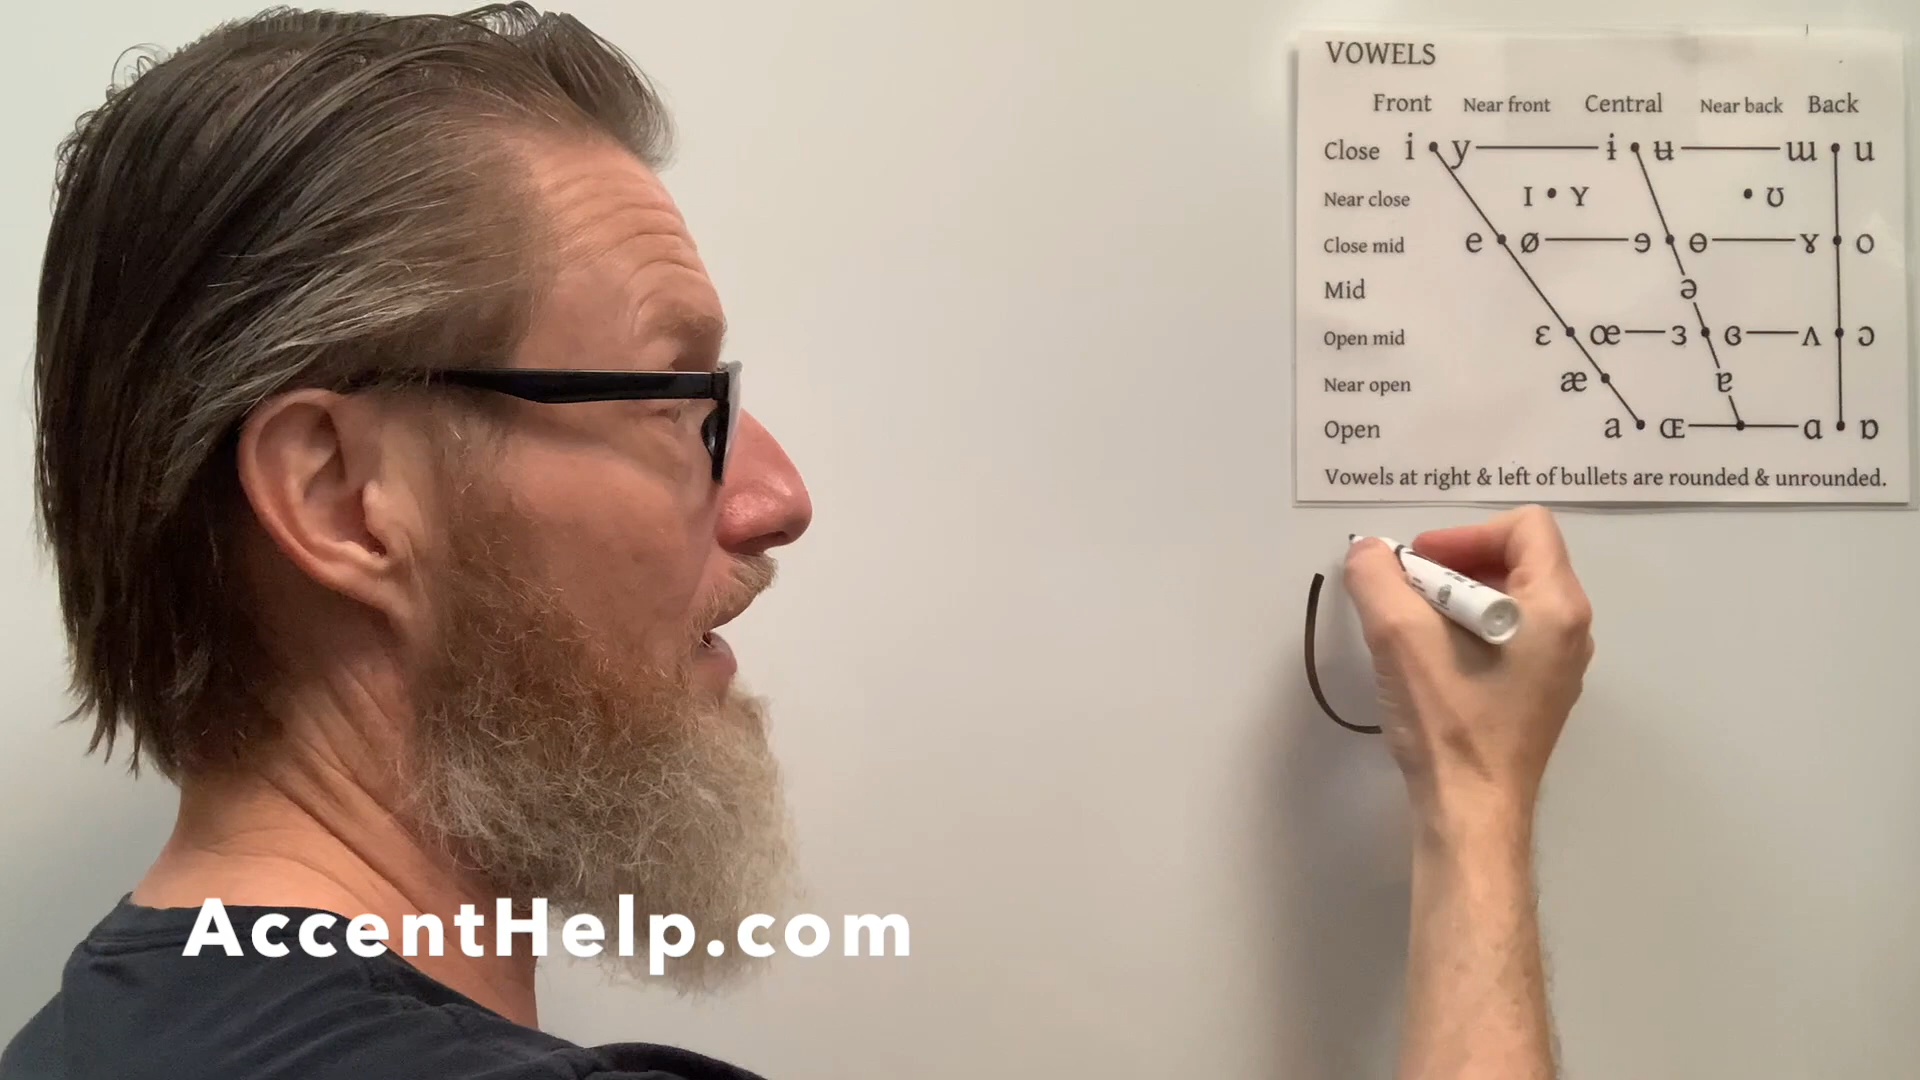 VOWELS
Front Near front Central Near back Back
Close i • y ɨ • ʉ ɯ • u
Near close ɪ • ʏ • ʊ
Close mid e • ø ɘ • ɵ ɤ • o
Mid ə
Open mid ɛ • œ ɜ • ɞ ʌ • ɔ
Near open æ • ɐ
Open a • ɶ • ɑ • ɒ
Vowels at right & left of bullets are rounded & unrounded.
AccentHelp.com